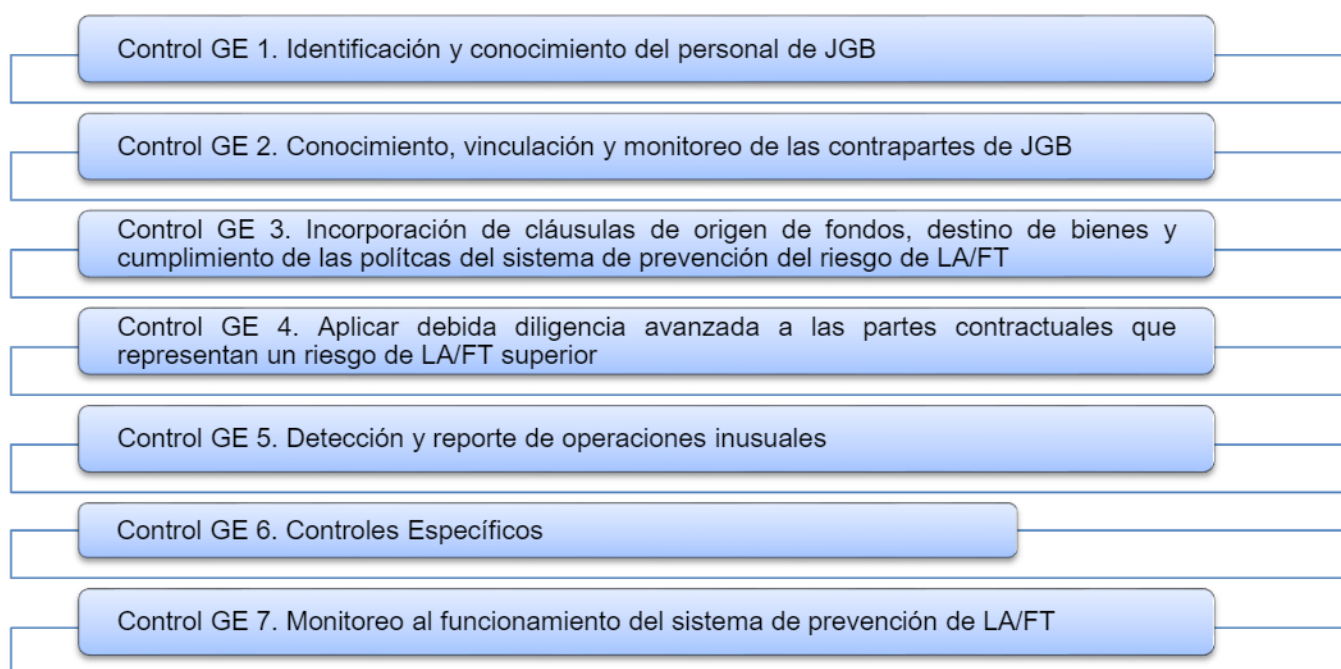 Control GE 1. Identificación y conocimiento del personal de JGB
Control GE 2. Conocimiento, vinculación y monitoreo de las contrapartes de JGB
Control GE 3. Incorporación de cláusulas de origen de fondos, destino de bienes y
cumplimiento de las polítcas del sistema de prevención del riesgo de LA/FT
Control GE 4. Aplicar debida diligencia avanzada a las partes contractuales que
representan un riesgo de LA/FT superior
Control GE 5. Detección y reporte de operaciones inusuales
Control GE 6. Controles Específicos
Control GE 7. Monitoreo al funcionamiento del sistema de prevención de LA/FT